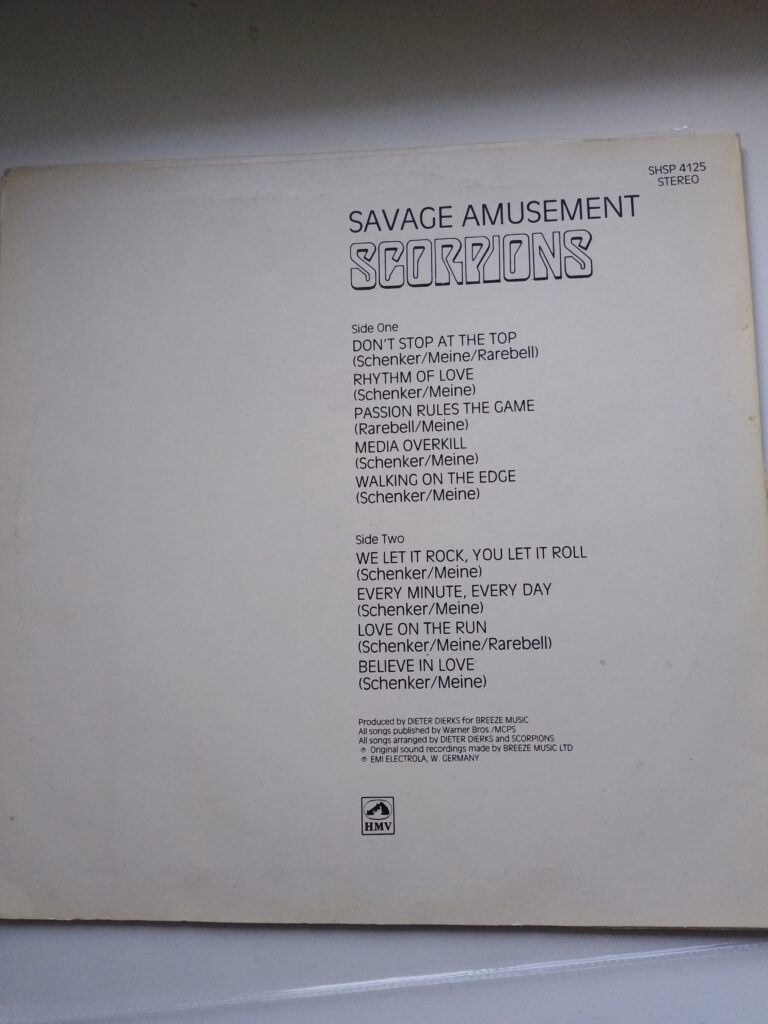 SHSP 4125
STEREO
SAVAGE AMUSEMENT
SCORPIONS
Side One
DON'T STOP AT THE TOP
(Schenker/Meine/Rarebell)
RHYTHM OF LOVE
(Schenker/Meine)
PASSION RULES THE GAME
(Rarebell/Meine)
MEDIA OVERKILL
(Schenker/Meine)
WALKING ON THE EDGE
(Schenker/Meine)
Side Two
WE LET IT ROCK, YOU LET IT ROLL
(Schenker/Meine)
EVERY MINUTE, EVERY DAY
(Schenker/Meine)
LOVE ON THE RUN
(Schenker/Meine/Rarebell)
BELIEVE IN LOVE
(Schenker/Meine)
Produced by DIETER DIERKS for BREEZE MUSIC
All songs published by Warner Bros./MCPS
All songs arranged by DIETER DIERKS and SCORPIONS
℗ Original sound recordings made by BREEZE MUSIC LTD
℗ EMI ELECTROLA, W. GERMANY
HMV